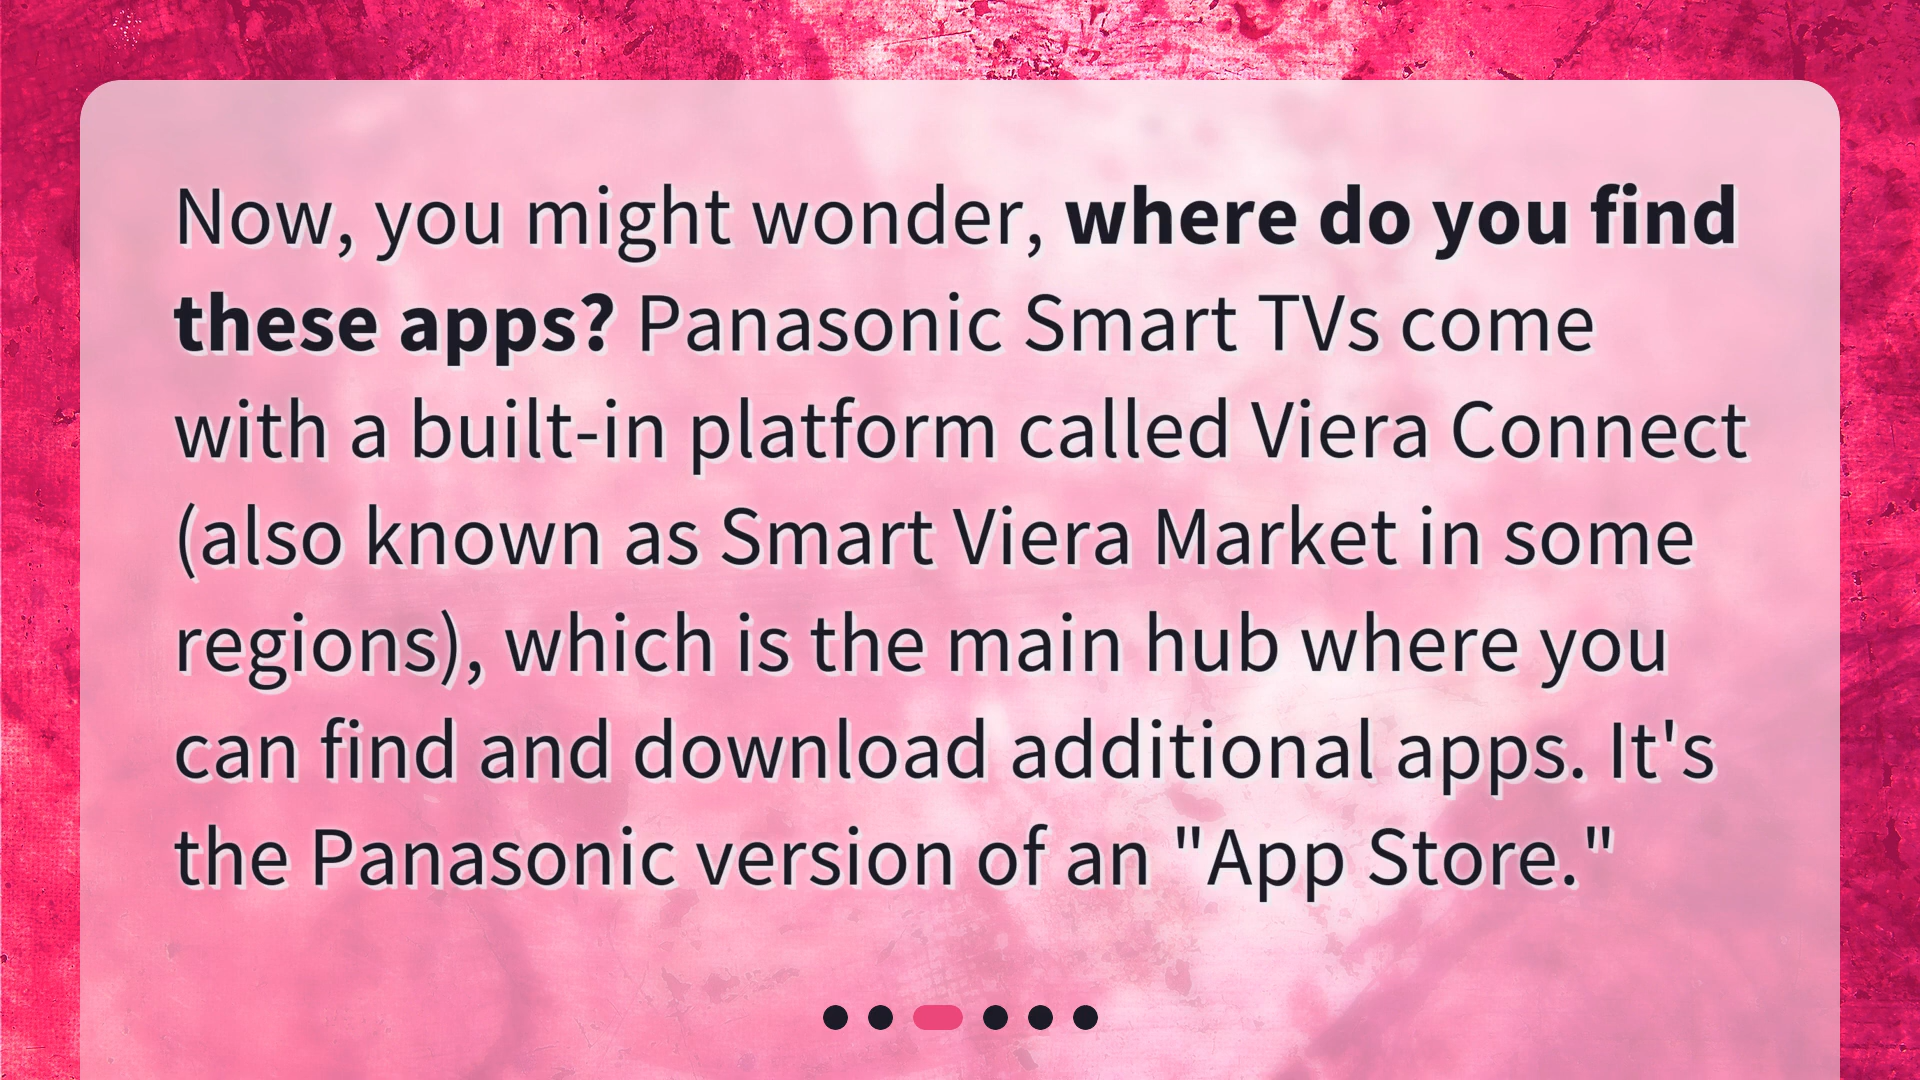 Now, you might wonder, where do you find
these apps? Panasonic Smart TVs come
with a built-in platform called Viera Connect
(also known as Smart Viera Market in some
regions), which is the main hub where you
can find and download additional apps. It's
the Panasonic version of an "App Store."